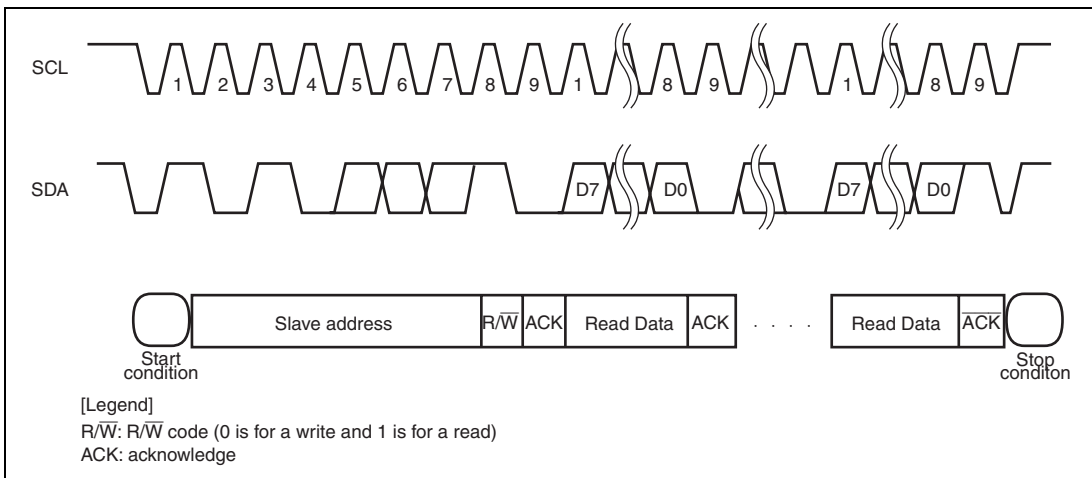 SCL
1 2 3 4 5 6 7 8 9 1 8 9 1 8 9
SDA
D7 D0 D7 D0
Slave address R/W̅ ACK Read Data ACK · · · · Read Data A̅C̅K̅
Start condition
Stop conditon
[Legend]
R/W̅: R/W̅ code (0 is for a write and 1 is for a read)
ACK: acknowledge